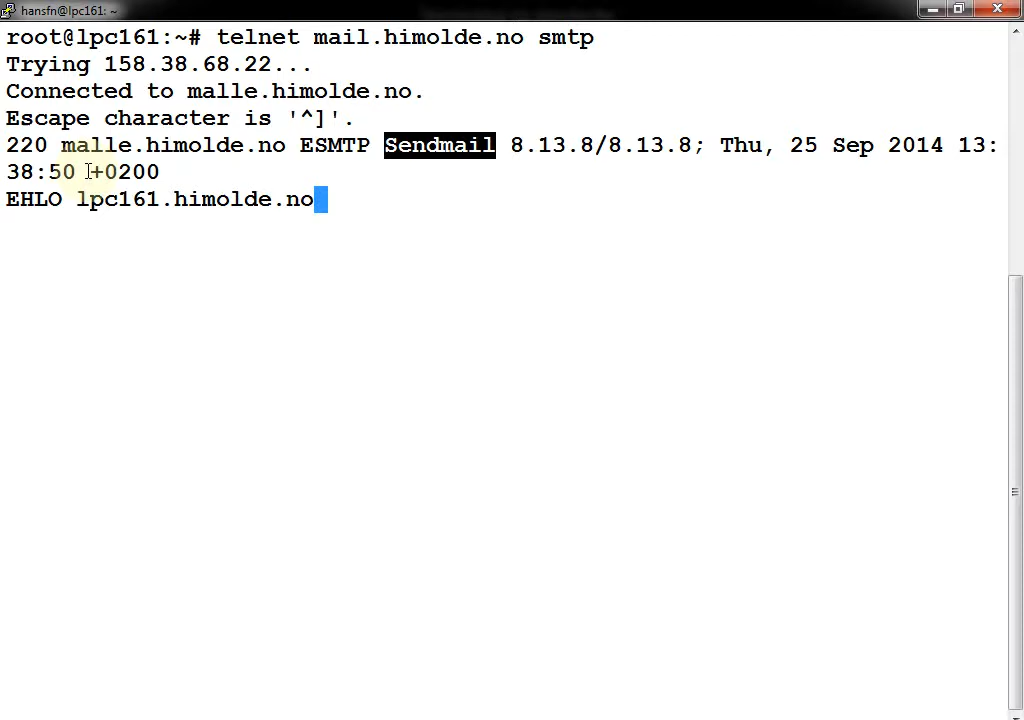 hansfn@lpc161: ~
root@lpc161:~# telnet mail.himolde.no smtp
Trying 158.38.68.22...
Connected to malle.himolde.no.
Escape character is '^]'.
220 malle.himolde.no ESMTP Sendmail 8.13.8/8.13.8; Thu, 25 Sep 2014 13:
38:50 +0200
EHLO lpc161.himolde.no